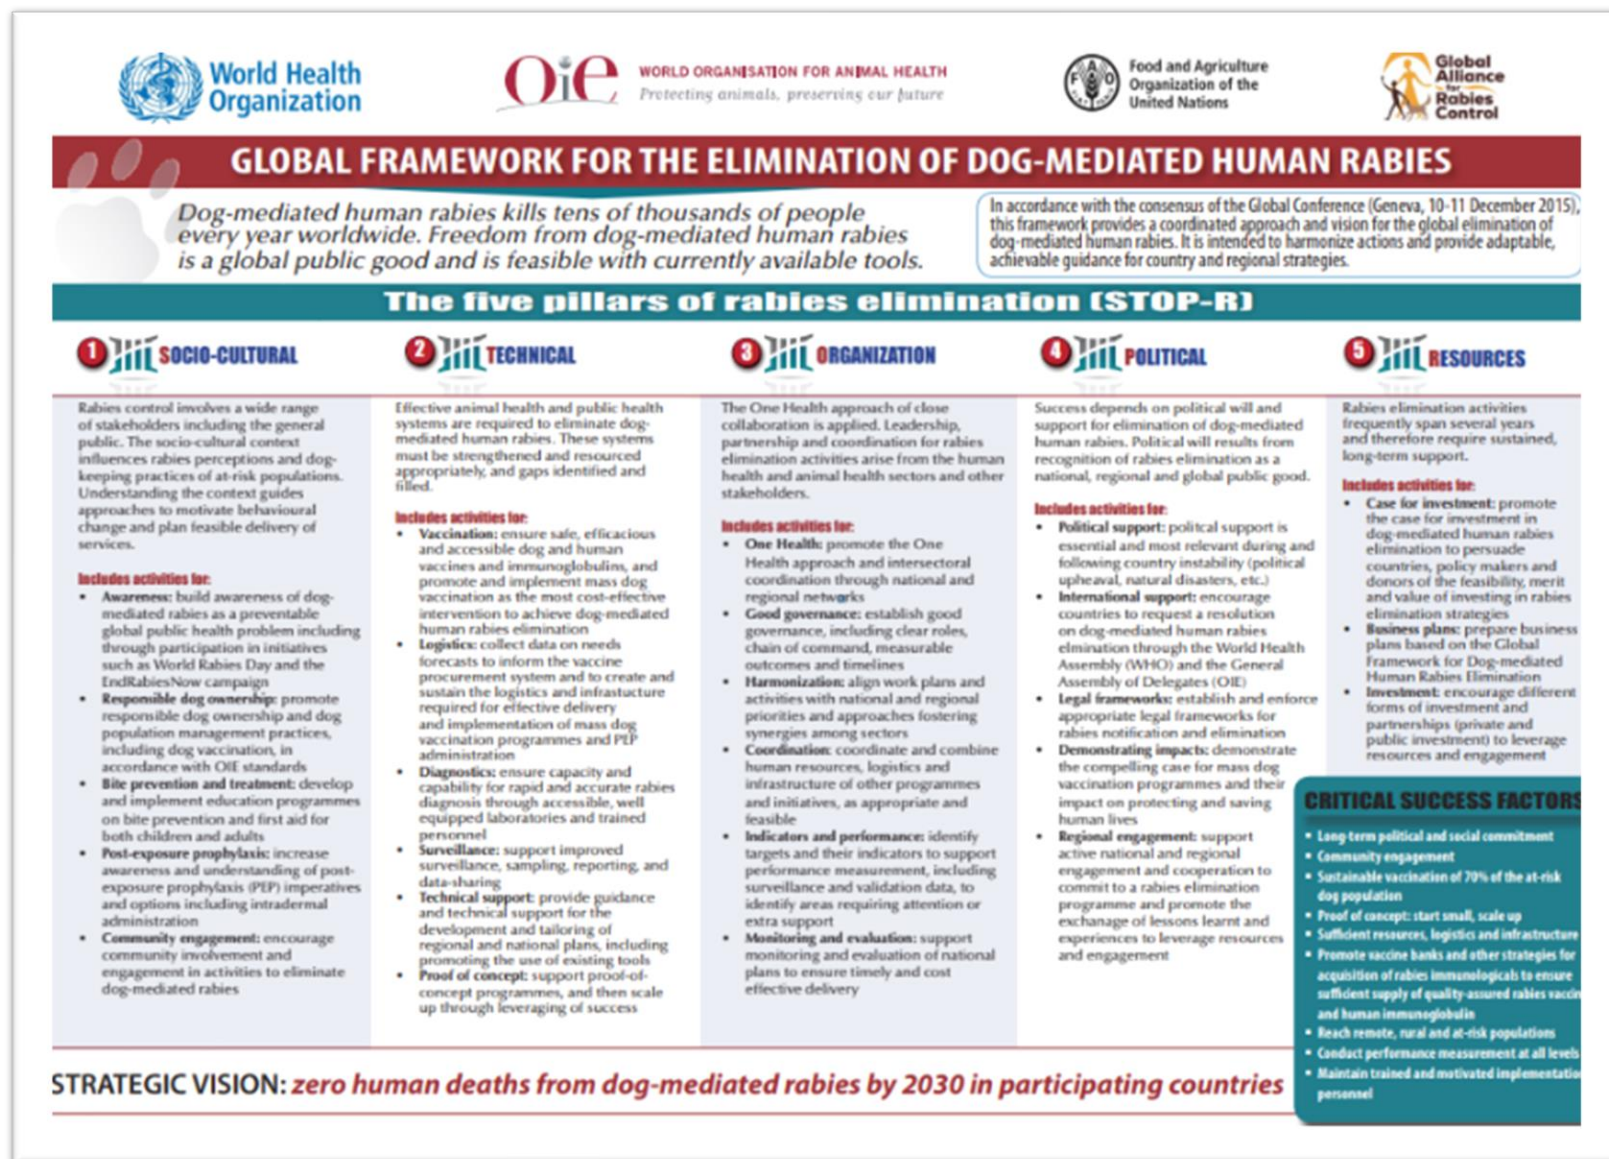 World Health
Organization
OiE
WORLD ORGANISATION FOR ANIMAL HEALTH
Protecting animals, preserving our future
FAO
FIAT PANIS
Food and Agriculture
Organization of the
United Nations
Global
Alliance
for
Rabies
Control
GLOBAL FRAMEWORK FOR THE ELIMINATION OF DOG-MEDIATED HUMAN RABIES
Dog-mediated human rabies kills tens of thousands of people
every year worldwide. Freedom from dog-mediated human rabies
is a global public good and is feasible with currently available tools.
In accordance with the consensus of the Global Conference (Geneva, 10-11 December 2015),
this framework provides a coordinated approach and vision for the global elimination of
dog-mediated human rabies. It is intended to harmonize actions and provide adaptable,
achievable guidance for country and regional strategies.
The five pillars of rabies elimination (STOP-R)
1 SOCIO-CULTURAL
Rabies control involves a wide range
of stakeholders including the general
public. The socio-cultural context
influences rabies perceptions and dog-
keeping practices of at-risk populations.
Understanding the context guides
approaches to motivate behavioural
change and plan feasible delivery of
services.
Includes activities for:
• Awareness: build awareness of dog-
mediated rabies as a preventable
global public health problem including
through participation in initiatives
such as World Rabies Day and the
EndRabiesNow campaign
• Responsible dog ownership: promote
responsible dog ownership and dog
population management practices,
including dog vaccination, in
accordance with OIE standards
• Bite prevention and treatment: develop
and implement education programmes
on bite prevention and first aid for
both children and adults
• Post-exposure prophylaxis: increase
awareness and understanding of post-
exposure prophylaxis (PEP) imperatives
and options including intradermal
administration
• Community engagement: encourage
community involvement and
engagement in activities to eliminate
dog-mediated rabies
2 TECHNICAL
Effective animal health and public health
systems are required to eliminate dog-
mediated human rabies. These systems
must be strengthened and resourced
appropriately, and gaps identified and
filled.
Includes activities for:
• Vaccination: ensure safe, efficacious
and accessible dog and human
vaccines and immunoglobulins, and
promote and implement mass dog
vaccination as the most cost-effective
intervention to achieve dog-mediated
human rabies elimination
• Logistics: collect data on needs
forecasts to inform the vaccine
procurement system and to create and
sustain the logistics and infrastucture
required for effective delivery
and implementation of mass dog
vaccination programmes and PEP
administration
• Diagnostics: ensure capacity and
capability for rapid and accurate rabies
diagnosis through accessible, well
equipped laboratories and trained
personnel
• Surveillance: support improved
surveillance, sampling, reporting, and
data-sharing
• Technical support: provide guidance
and technical support for the
development and tailoring of
regional and national plans, including
promoting the use of existing tools
• Proof of concept: support proof-of-
concept programmes, and then scale
up through leveraging of success
3 ORGANIZATION
The One Health approach of close
collaboration is applied. Leadership,
partnership and coordination for rabies
elimination activities arise from the human
health and animal health sectors and other
stakeholders.
Includes activities for:
• One Health: promote the One
Health approach and intersectoral
coordination through national and
regional networks
• Good governance: establish good
governance, including clear roles,
chain of command, measurable
outcomes and timelines
• Harmonization: align work plans and
activities with national and regional
priorities and approaches fostering
synergies among sectors
• Coordination: coordinate and combine
human resources, logistics and
infrastructure of other programmes
and initiatives, as appropriate and
feasible
• Indicators and performance: identify
targets and their indicators to support
performance measurement, including
surveillance and validation data, to
identify areas requiring attention or
extra support
• Monitoring and evaluation: support
monitoring and evaluation of national
plans to ensure timely and cost
effective delivery
4 POLITICAL
Success depends on political will and
support for elimination of dog-mediated
human rabies. Political will results from
recognition of rabies elimination as a
national, regional and global public good.
Includes activities for:
• Political support: politcal support is
essential and most relevant during and
following country instability (political
upheaval, natural disasters, etc.)
• International support: encourage
countries to request a resolution
on dog-mediated human rabies
elmination through the World Health
Assembly (WHO) and the General
Assembly of Delegates (OIE)
• Legal frameworks: establish and enforce
appropriate legal frameworks for
rabies notification and elimination
• Demonstrating impacts: demonstrate
the compelling case for mass dog
vaccination programmes and their
impact on protecting and saving
human lives
• Regional engagement: support
active national and regional
engagement and cooperation to
commit to a rabies elimination
programme and promote the
exchanage of lessons learnt and
experiences to leverage resources
and engagement
5 RESOURCES
Rabies elimination activities
frequently span several years
and therefore require sustained,
long-term support.
Includes activities for:
• Case for investment: promote
the case for investment in
dog-mediated human rabies
elimination to persuade
countries, policy makers and
donors of the feasibility, merit
and value of investing in rabies
elimination strategies
• Business plans: prepare business
plans based on the Global
Framework for Dog-mediated
Human Rabies Elimination
• Investment: encourage different
forms of investment and
partnerships (private and
public investment) to leverage
resources and engagement
CRITICAL SUCCESS FACTORS
▪ Long-term political and social commitment
▪ Community engagement
▪ Sustainable vaccination of 70% of the at-risk
dog population
▪ Proof of concept: start small, scale up
▪ Sufficient resources, logistics and infrastructure
▪ Promote vaccine banks and other strategies for
acquisition of rabies immunologicals to ensure
sufficient supply of quality-assured rabies vaccin
and human immunoglobulin
▪ Reach remote, rural and at-risk populations
▪ Conduct performance measurement at all levels
▪ Maintain trained and motivated implementatio
personnel
STRATEGIC VISION: zero human deaths from dog-mediated rabies by 2030 in participating countries